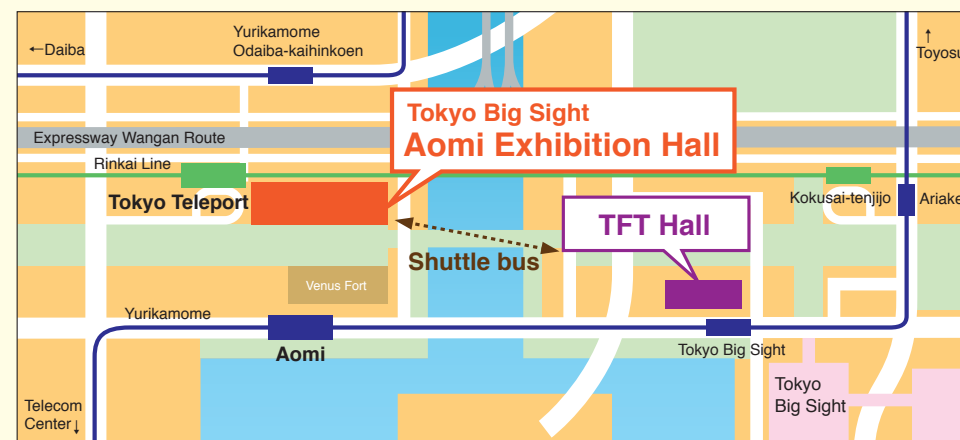 ←Daiba
Yurikamome
Odaiba-kaihinkoen
↑
Toyosu
Tokyo Big Sight
Aomi Exhibition Hall
Expressway Wangan Route
Rinkai Line
Tokyo Teleport
Kokusai-tenjijo
Ariake
TFT Hall
Shuttle bus
Venus Fort
Yurikamome
Aomi
Tokyo Big Sight
Tokyo
Big Sight
Telecom
Center↓